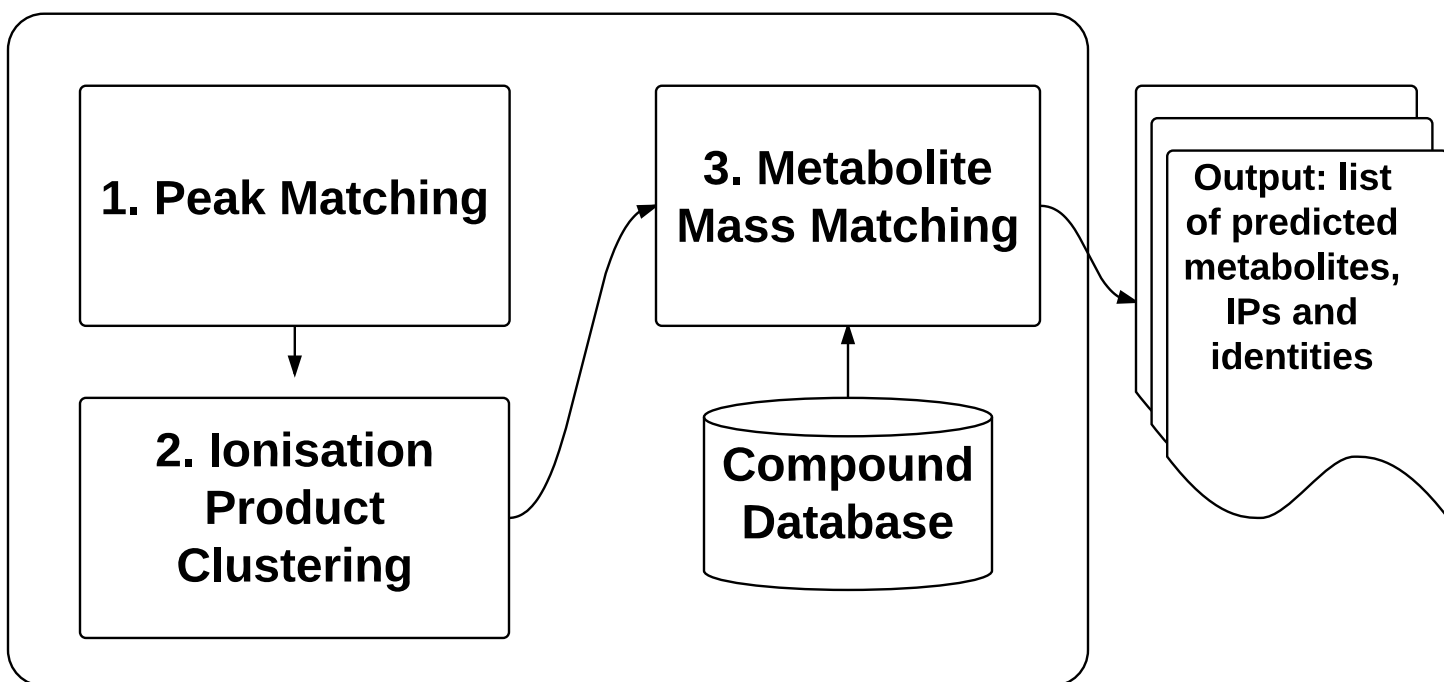 1. Peak Matching
2. Ionisation
Product
Clustering
3. Metabolite
Mass Matching
Compound
Database
Output: list
of predicted
metabolites,
IPs and
identities